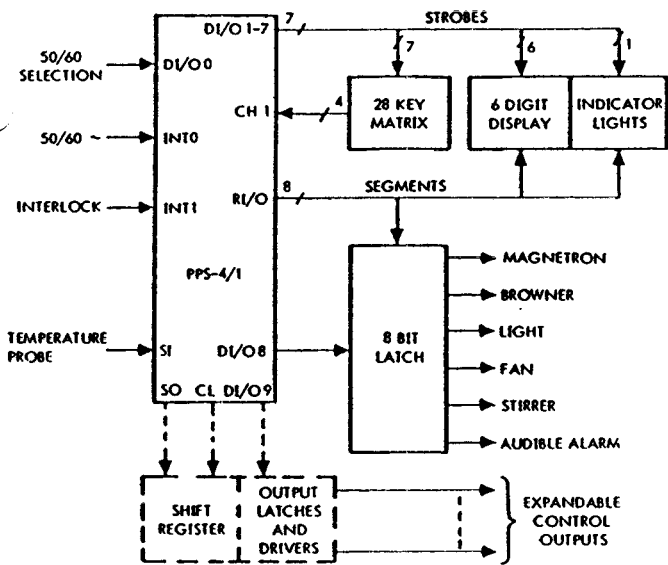 7
STROBES
DI/O 1-7
7
6
1
50/60
SELECTION
DI/O 0
28 KEY
MATRIX
6 DIGIT
DISPLAY
INDICATOR
LIGHTS
CH 1
4
50/60 ~
INT0
8
SEGMENTS
RI/O
INTERLOCK
INT1
PPS-4/1
MAGNETRON
BROWNER
LIGHT
FAN
STIRRER
AUDIBLE ALARM
8 BIT
LATCH
TEMPERATURE
PROBE
SI
DI/O 8
SO CL DI/O 9
SHIFT
REGISTER
OUTPUT
LATCHES
AND
DRIVERS
EXPANDABLE
CONTROL
OUTPUTS